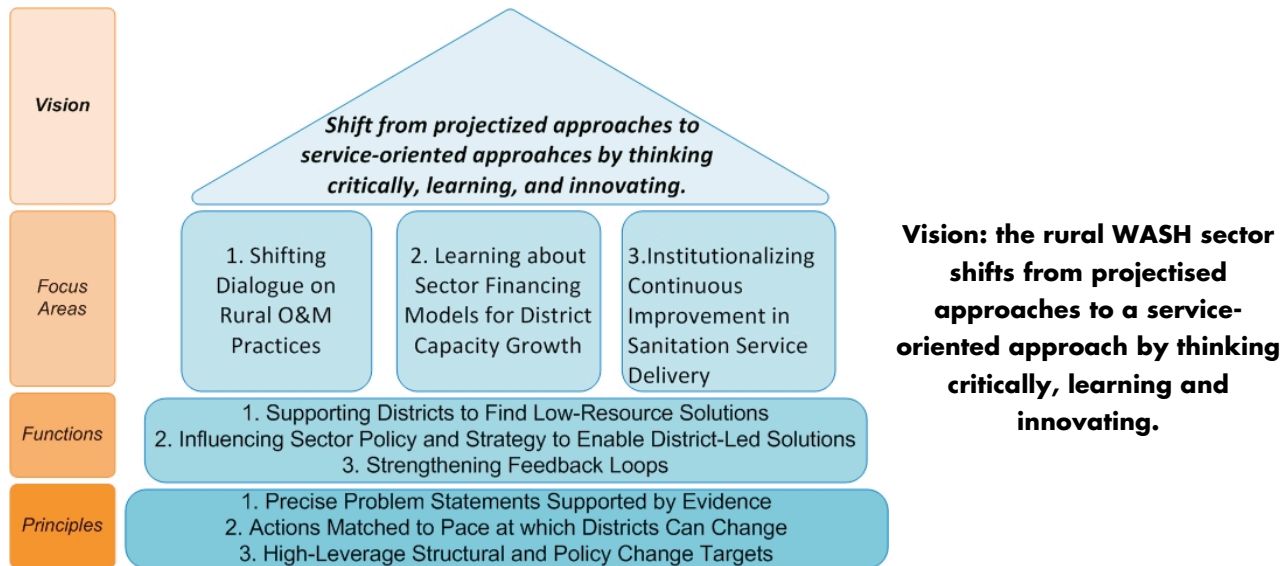 Vision
Shift from projectized approaches to
service-oriented approahces by thinking
critically, learning, and innovating.
Focus
Areas
1. Shifting
Dialogue on
Rural O&M
Practices
2. Learning about
Sector Financing
Models for District
Capacity Growth
3.Institutionalizing
Continuous
Improvement in
Sanitation Service
Delivery
Functions
1. Supporting Districts to Find Low-Resource Solutions
2. Influencing Sector Policy and Strategy to Enable District-Led Solutions
3. Strengthening Feedback Loops
Principles
1. Precise Problem Statements Supported by Evidence
2. Actions Matched to Pace at which Districts Can Change
3. High-Leverage Structural and Policy Change Targets
Vision: the rural WASH sector
shifts from projectised
approaches to a service-
oriented approach by thinking
critically, learning and
innovating.